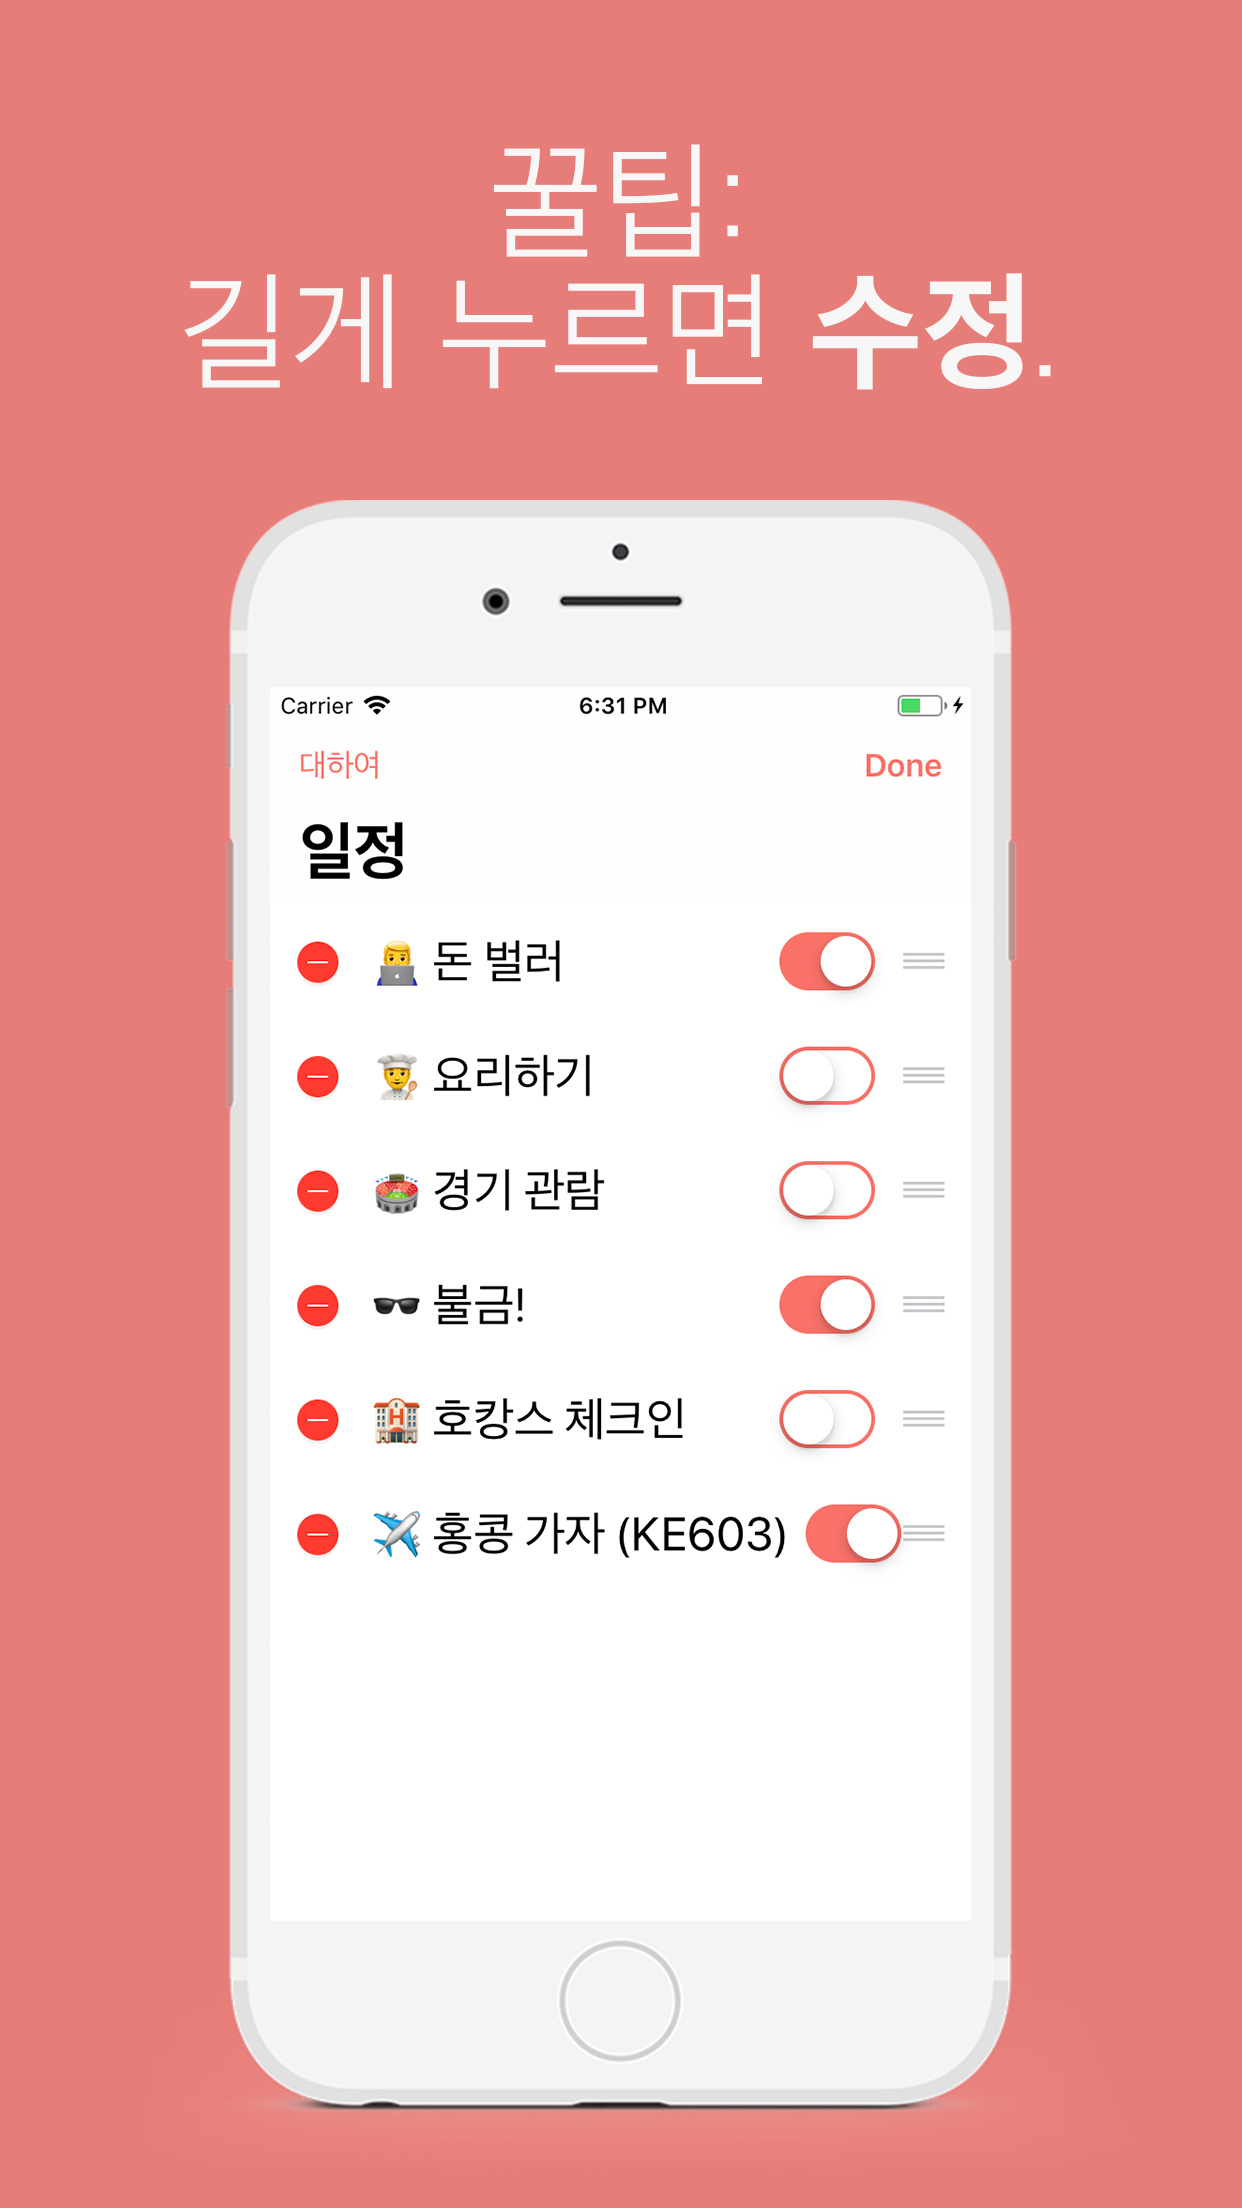 꿀팁:
길게 누르면 수정.
Carrier 6:31 PM
대하여 Done
일정
돈 벌러
요리하기
경기 관람
불금!
호캉스 체크인
홍콩 가자 (KE603)